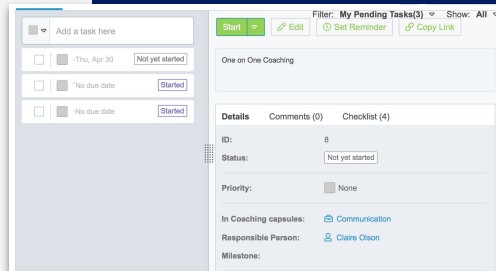 Filter: My Pending Tasks(3) Show: All
Add a task here
Thu, Apr 30 Not yet started
No due date Started
No due date Started
Start Edit Set Reminder Copy Link
One on One Coaching
Details Comments (0) Checklist (4)
ID: 8
Status: Not yet started
Priority: None
In Coaching capsules: Communication
Responsible Person: Claire Olson
Milestone: